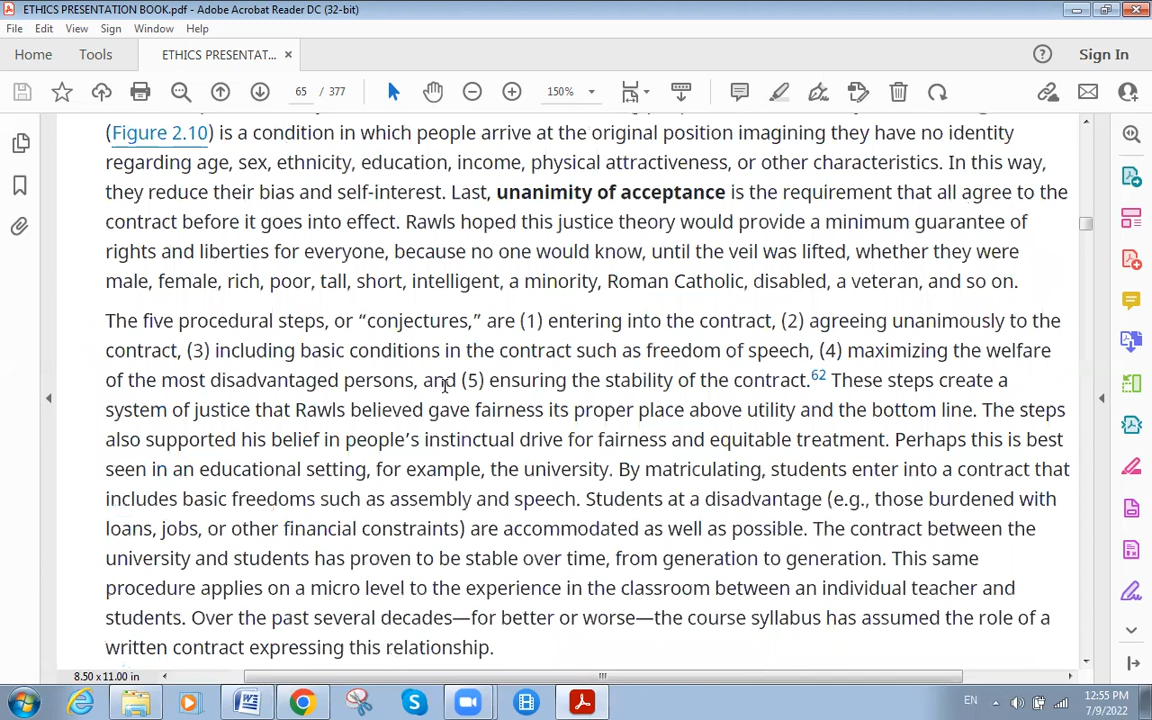 ETHICS PRESENTATION BOOK.pdf - Adobe Acrobat Reader DC (32-bit)
File Edit View Sign Window Help
Home Tools ETHICS PRESENTAT... × Sign In
65 / 377 150%
(Figure 2.10) is a condition in which people arrive at the original position imagining they have no identity
regarding age, sex, ethnicity, education, income, physical attractiveness, or other characteristics. In this way,
they reduce their bias and self-interest. Last, unanimity of acceptance is the requirement that all agree to the
contract before it goes into effect. Rawls hoped this justice theory would provide a minimum guarantee of
rights and liberties for everyone, because no one would know, until the veil was lifted, whether they were
male, female, rich, poor, tall, short, intelligent, a minority, Roman Catholic, disabled, a veteran, and so on.
The five procedural steps, or “conjectures,” are (1) entering into the contract, (2) agreeing unanimously to the
contract, (3) including basic conditions in the contract such as freedom of speech, (4) maximizing the welfare
of the most disadvantaged persons, and (5) ensuring the stability of the contract.62 These steps create a
system of justice that Rawls believed gave fairness its proper place above utility and the bottom line. The steps
also supported his belief in people’s instinctual drive for fairness and equitable treatment. Perhaps this is best
seen in an educational setting, for example, the university. By matriculating, students enter into a contract that
includes basic freedoms such as assembly and speech. Students at a disadvantage (e.g., those burdened with
loans, jobs, or other financial constraints) are accommodated as well as possible. The contract between the
university and students has proven to be stable over time, from generation to generation. This same
procedure applies on a micro level to the experience in the classroom between an individual teacher and
students. Over the past several decades—for better or worse—the course syllabus has assumed the role of a
written contract expressing this relationship.
8.50 x 11.00 in
EN 12:55 PM
7/9/2022